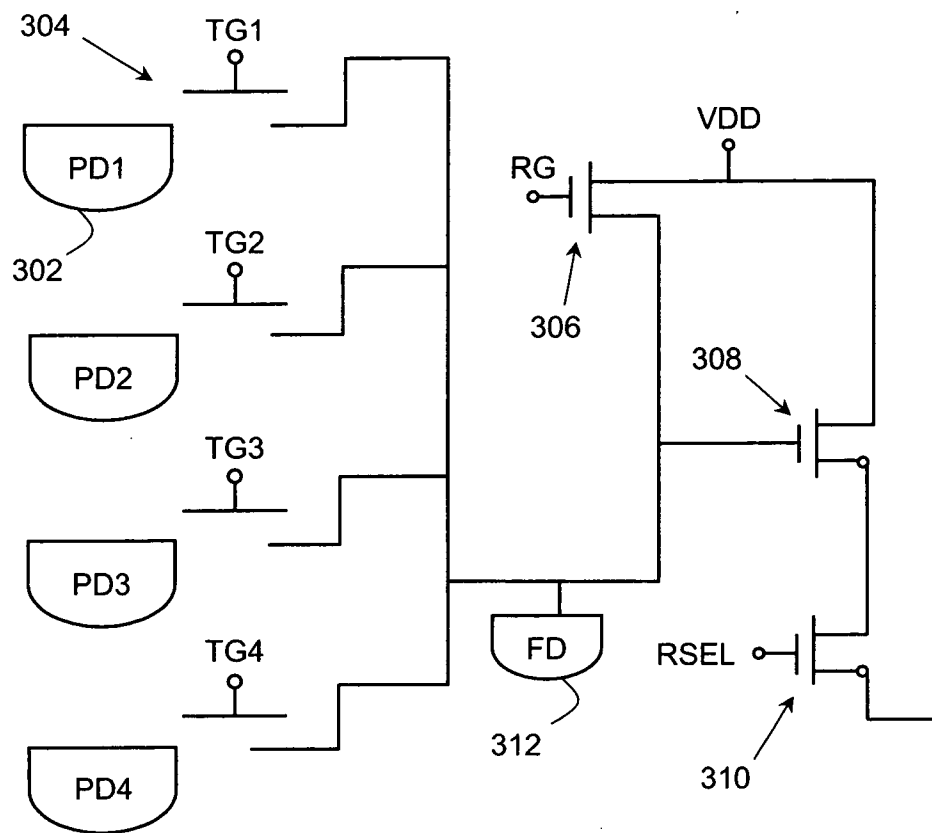 304
TG1
PD1
302
VDD
RG
306
TG2
PD2
308
TG3
PD3
FD
312
RSEL
310
TG4
PD4